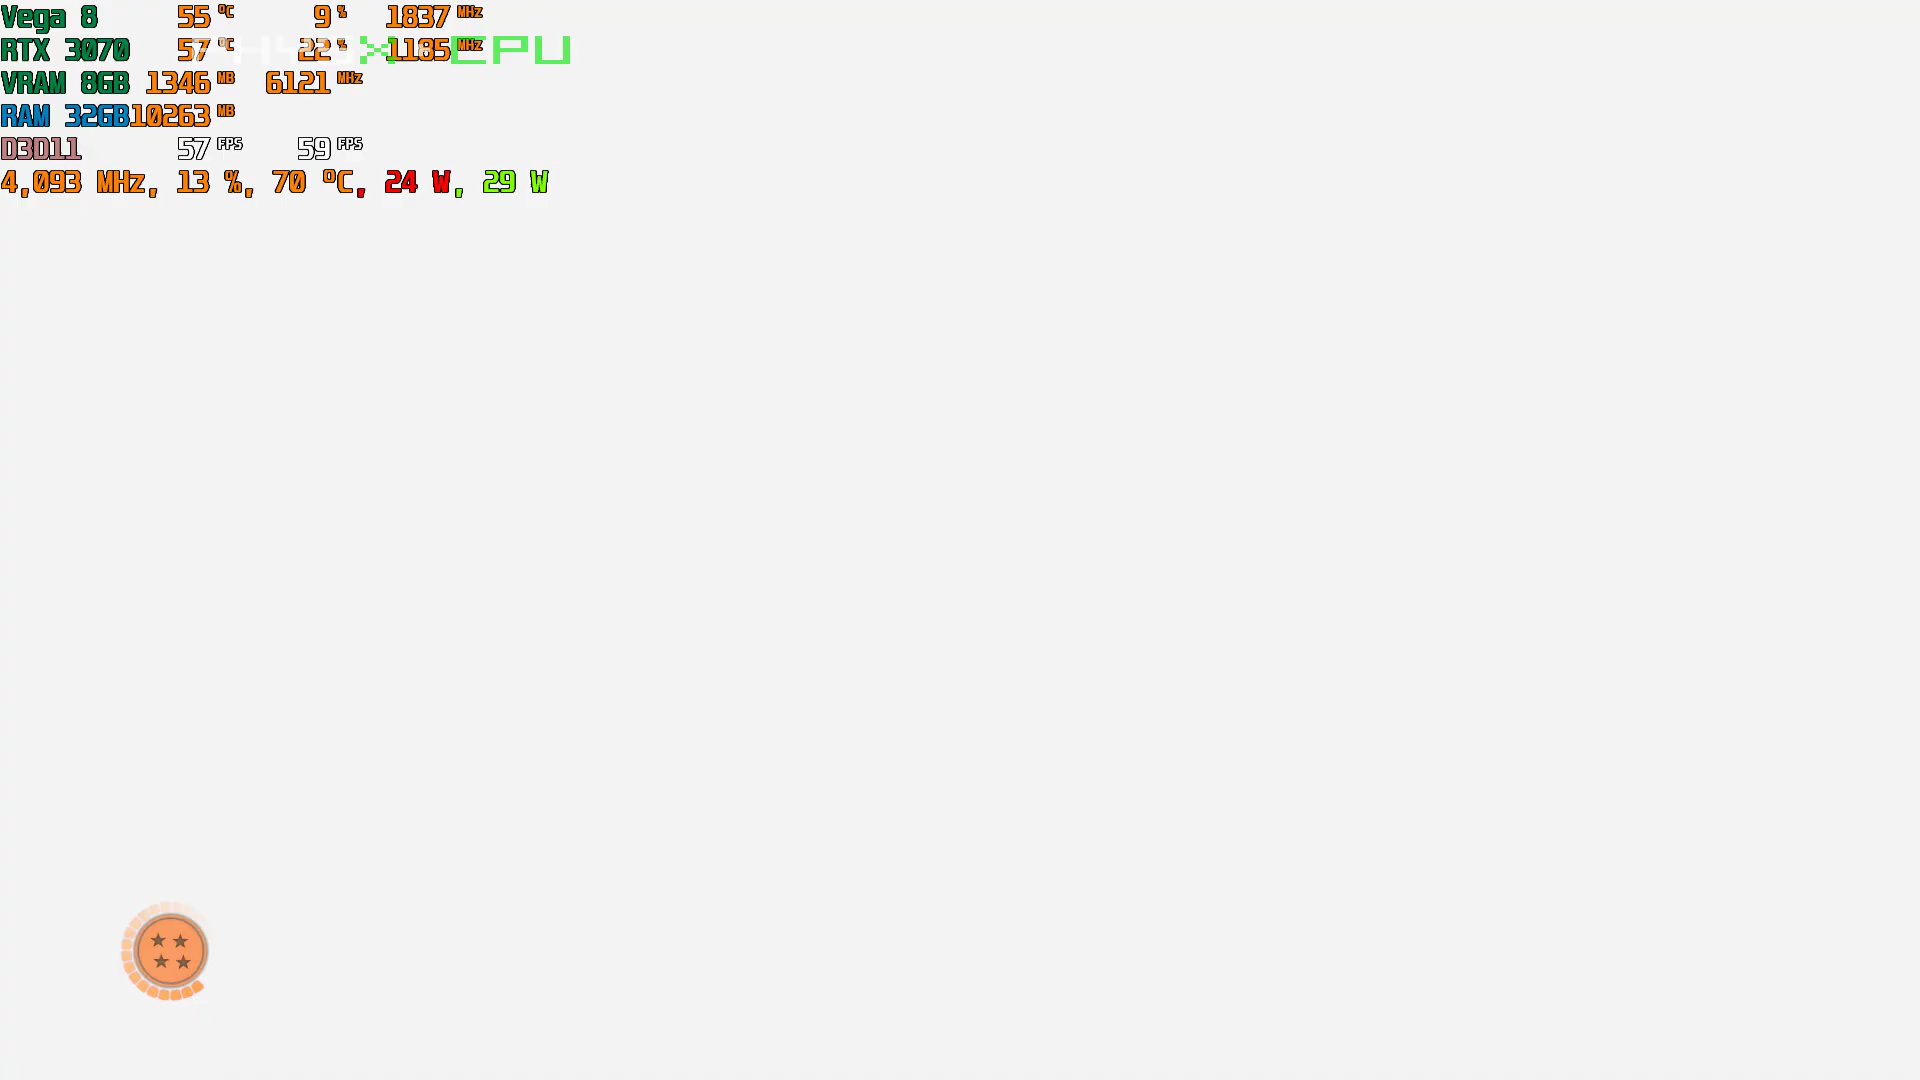 Vega 8 55 °C 9 % 1837 MHz
RTX 3070 57 °C 22 % 1185 MHz
CPU
VRAM 8GB 1346 MB 6121 MHz
RAM 32GB 10263 MB
D3D11 57 FPS 59 FPS
4,093 MHz, 13 %, 70 °C, 24 W, 29 W